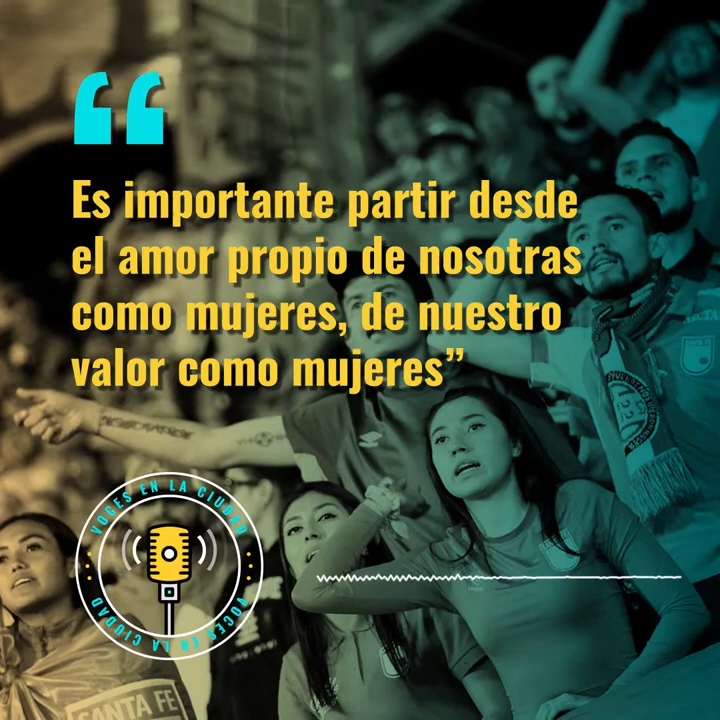 “
Es importante partir desde
el amor propio de nosotras
como mujeres, de nuestro
valor como mujeres”
VOCES EN LA CIUDAD
VOCES EN LA CIUDAD
SANTA FE